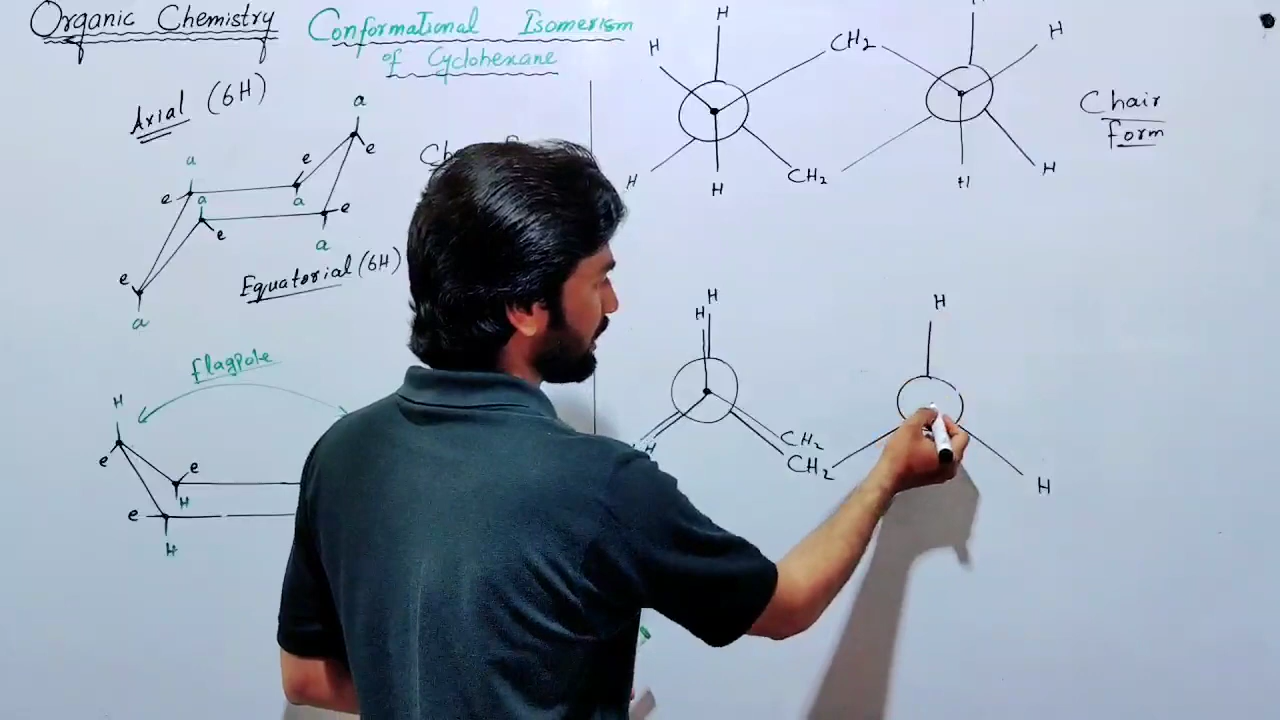 Organic Chemistry
Conformational Isomerism
of Cyclohexane
Axial (6H)
a
a
e
e
e
a
a
e
e
a
e
a
Equatorial (6H)
Flagpole
H
e
e
H
e
H
H
H
CH2
H
H
CH2
H
H
H
H
Chair
form
H
H
H
CH2
CH2
H
H